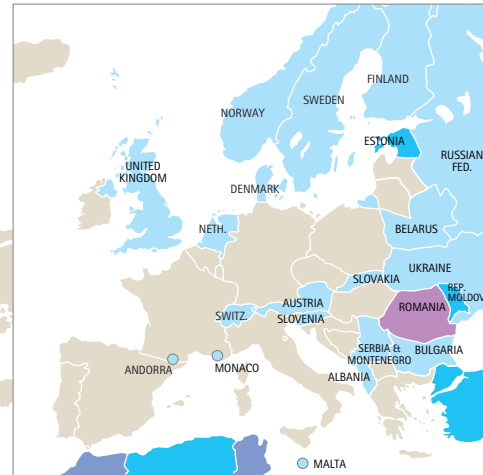 FINLAND
SWEDEN
NORWAY
ESTONIA
RUSSIAN
FED.
UNITED
KINGDOM
DENMARK
NETH.
BELARUS
UKRAINE
SLOVAKIA
REP.
MOLDOV
AUSTRIA
ROMANIA
SWITZ.
SLOVENIA
SERBIA &
MONTENEGRO
BULGARIA
ANDORRA
MONACO
ALBANIA
MALTA